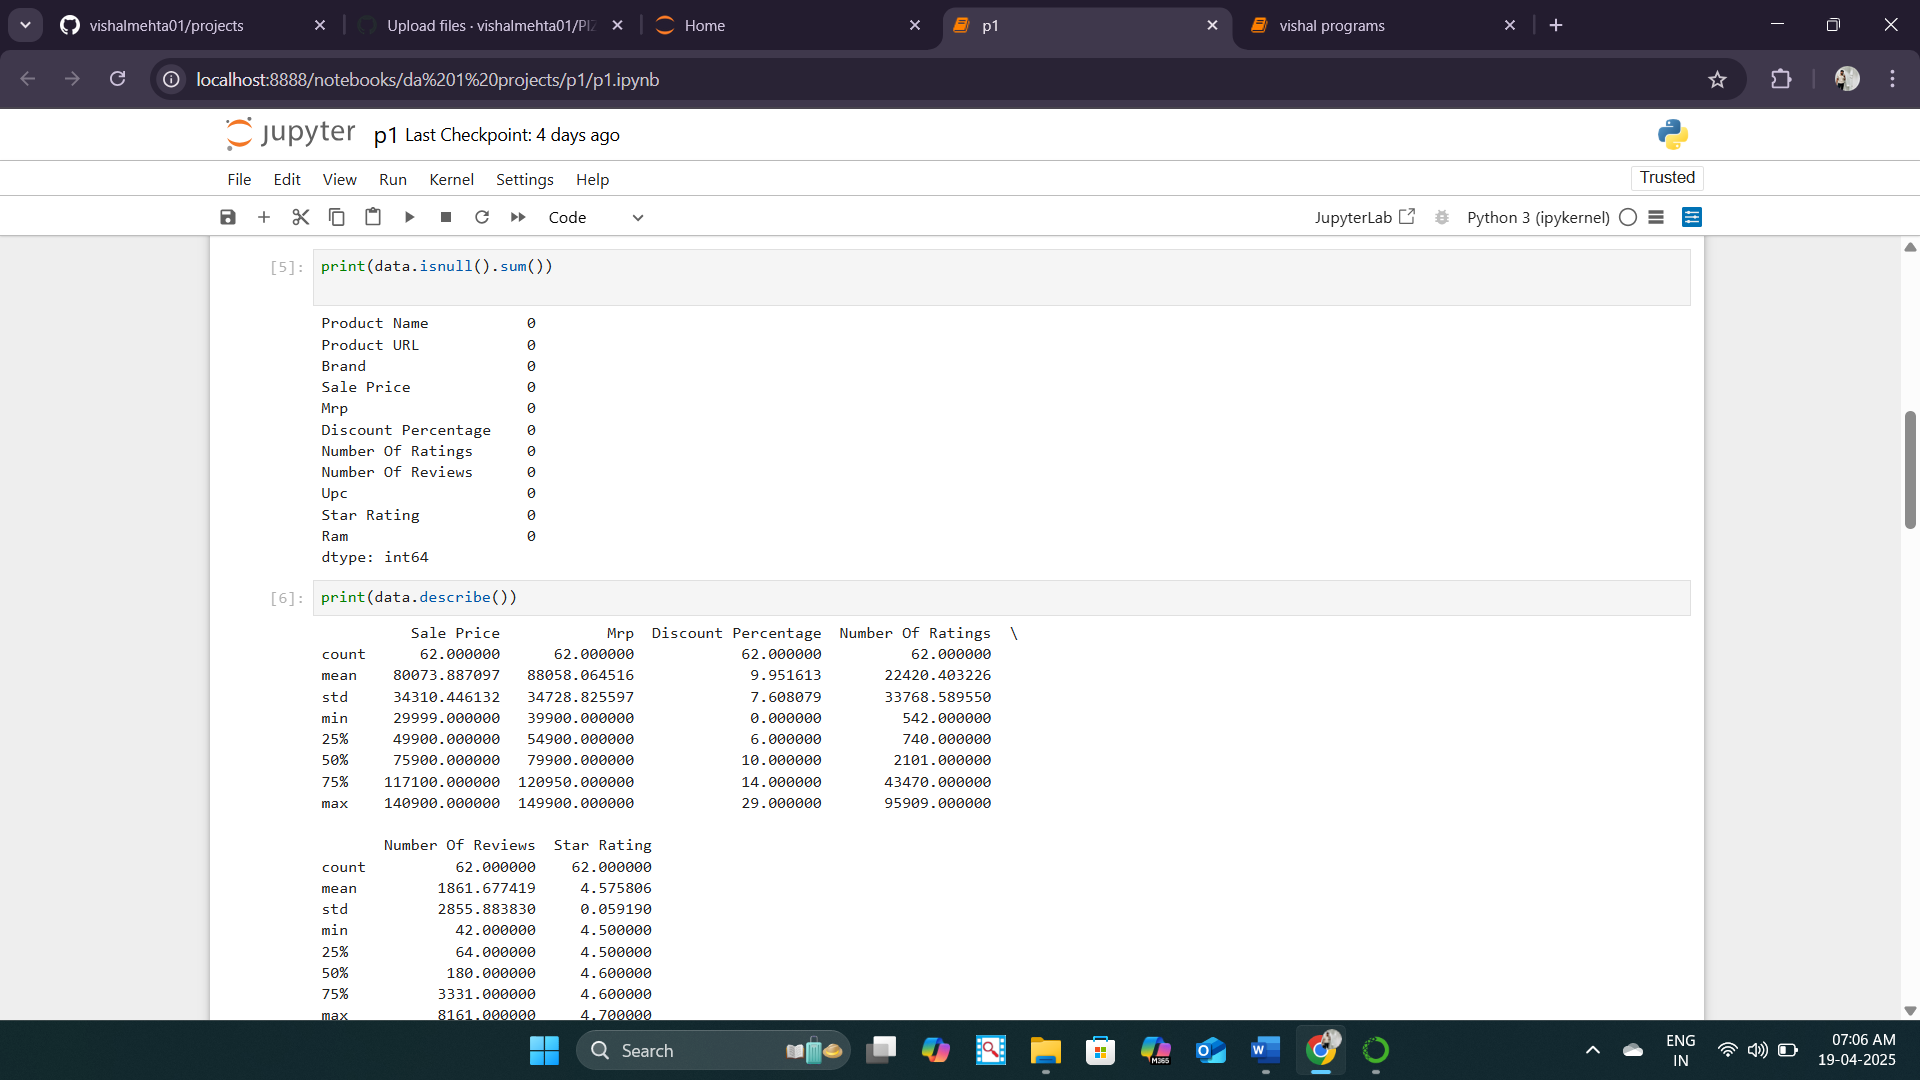 vishalmehta01/projects
Upload files · vishalmehta01/PIZ
Home
p1
vishal programs
localhost:8888/notebooks/da%201%20projects/p1/p1.ipynb
jupyter p1 Last Checkpoint: 4 days ago
File Edit View Run Kernel Settings Help
Trusted
Code
JupyterLab
Python 3 (ipykernel)
[5]: print(data.isnull().sum())
Product Name 0
Product URL 0
Brand 0
Sale Price 0
Mrp 0
Discount Percentage 0
Number Of Ratings 0
Number Of Reviews 0
Upc 0
Star Rating 0
Ram 0
dtype: int64
[6]: print(data.describe())
Sale Price Mrp Discount Percentage Number Of Ratings \
count 62.000000 62.000000 62.000000 62.000000
mean 80073.887097 88058.064516 9.951613 22420.403226
std 34310.446132 34728.825597 7.608079 33768.589550
min 29999.000000 39900.000000 0.000000 542.000000
25% 49900.000000 54900.000000 6.000000 740.000000
50% 75900.000000 79900.000000 10.000000 2101.000000
75% 117100.000000 120950.000000 14.000000 43470.000000
max 140900.000000 149900.000000 29.000000 95909.000000
Number Of Reviews Star Rating
count 62.000000 62.000000
mean 1861.677419 4.575806
std 2855.883830 0.059190
min 42.000000 4.500000
25% 64.000000 4.500000
50% 180.000000 4.600000
75% 3331.000000 4.600000
max 8161.000000 4.700000
Search
M365
ENG
IN
07:06 AM
19-04-2025